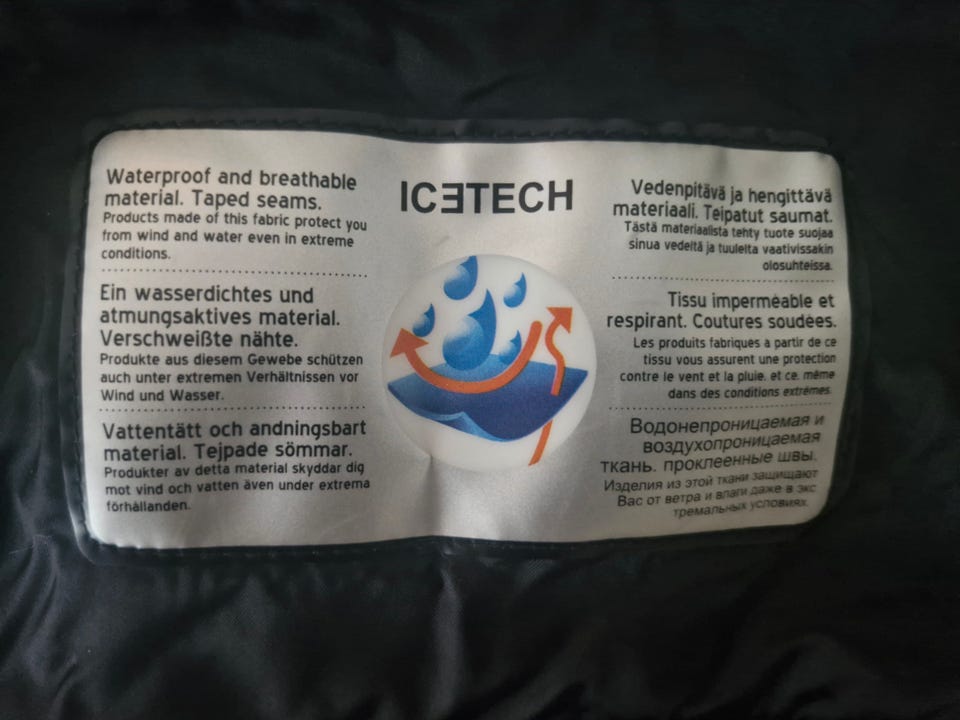 Waterproof and breathable
material. Taped seams.
Products made of this fabric protect you
from wind and water even in extreme
conditions.
Ein wasserdichtes und
atmungsaktives material.
Verschweißte nähte.
Produkte aus diesem Gewebe schützen
auch unter extremen Verhältnissen vor
Wind und Wasser.
Vattentätt och andningsbart
material. Tejpade sömmar.
Produkter av detta material skyddar dig
mot vind och vatten även under extrema
förhållanden.
ICƎTECH
Vedenpitävä ja hengittävä
materiaali. Teipatut saumat.
Tästä materiaalista tehty tuote suojaa
sinua vedeltä ja tuulelta vaativissakin
olosuhteissa.
Tissu imperméable et
respirant. Coutures soudées.
Les produits fabriques a partir de ce
tissu vous assurent une protection
contre le vent et la pluie. et ce. même
dans des conditions extrêmes.
Водонепроницаемая и
воздухопроницаемая
ткань. проклеенные швы.
Изделия из этой ткани защищают
Вас от ветра и влаги даже в экс
тремальных условиях.